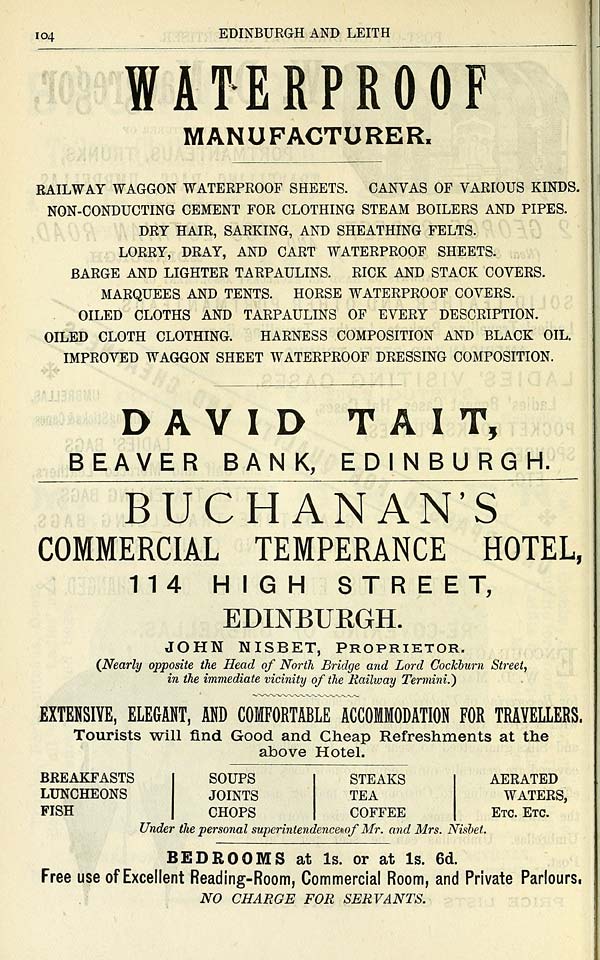 104 EDINBURGH AND LEITH
WATERPROOF
MANUFACTURER.
RAILWAY WAGGON WATERPROOF SHEETS. CANVAS OF VARIOUS KINDS.
NON-CONDUCTING CEMENT FOR CLOTHING STEAM BOILERS AND PIPES.
DRY HAIR, SARKING, AND SHEATHING FELTS.
LORRY, DRAY, AND CART WATERPROOF SHEETS.
BARGE AND LIGHTER TARPAULINS. RICK AND STACK COVERS.
MARQUEES AND TENTS. HORSE WATERPROOF COVERS.
OILED CLOTHS AND TARPAULINS OF EVERY DESCRIPTION.
OILED CLOTH CLOTHING. HARNESS COMPOSITION AND BLACK OIL.
IMPROVED WAGGON SHEET WATERPROOF DRESSING COMPOSITION.
DAVID TAIT,
BEAVER BANK, EDINBURGH.
BUCHANAN'S
COMMERCIAL TEMPERANCE HOTEL,
114 HIGH STREET,
EDINBURGH.
JOHN NISBET, PROPRIETOR.
(Nearly opposite the Head of North Bridge and Lord Cockburn Street,
in the immediate vicinity of the Railway Termini.)
EXTENSIVE, ELEGANT, AND COMFORTABLE ACCOMMODATION FOR TRAVELLERS.
Tourists will find Good and Cheap Refreshments at the
above Hotel.
BREAKFASTS SOUPS STEAKS AERATED
LUNCHEONS JOINTS TEA WATERS,
FISH CHOPS COFFEE ETC. ETC.
Under the personal superintendence of Mr. and Mrs. Nisbet.
BEDROOMS at 1s. or at 1s. 6d.
Free use of Excellent Reading-Room, Commercial Room, and Private Parlours.
NO CHARGE FOR SERVANTS.